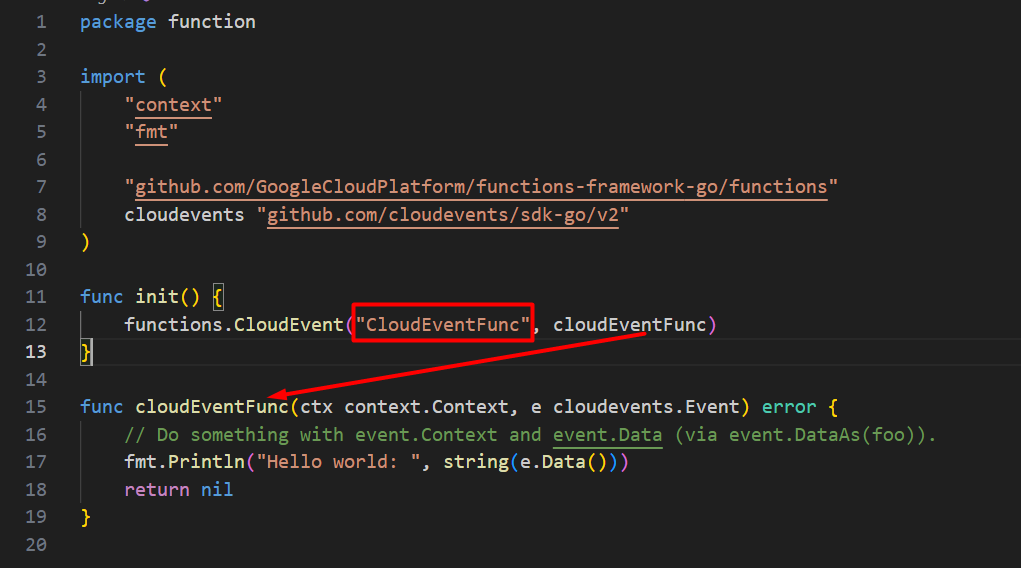 1 package function
2
3 import (
4 "context"
5 "fmt"
6
7 "github.com/GoogleCloudPlatform/functions-framework-go/functions"
8 cloudevents "github.com/cloudevents/sdk-go/v2"
9 )
10
11 func init() {
12 functions.CloudEvent("CloudEventFunc", cloudEventFunc)
13 }
14
15 func cloudEventFunc(ctx context.Context, e cloudevents.Event) error {
16 // Do something with event.Context and event.Data (via event.DataAs(foo)).
17 fmt.Println("Hello world: ", string(e.Data()))
18 return nil
19 }
20